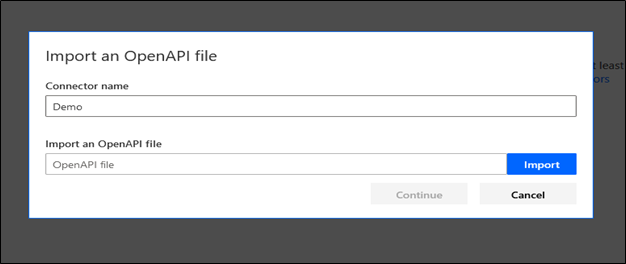 Import an OpenAPI file
t least
Connector name
ors
Demo
Import an OpenAPI file
OpenAPI file
Import
Continue
Cancel